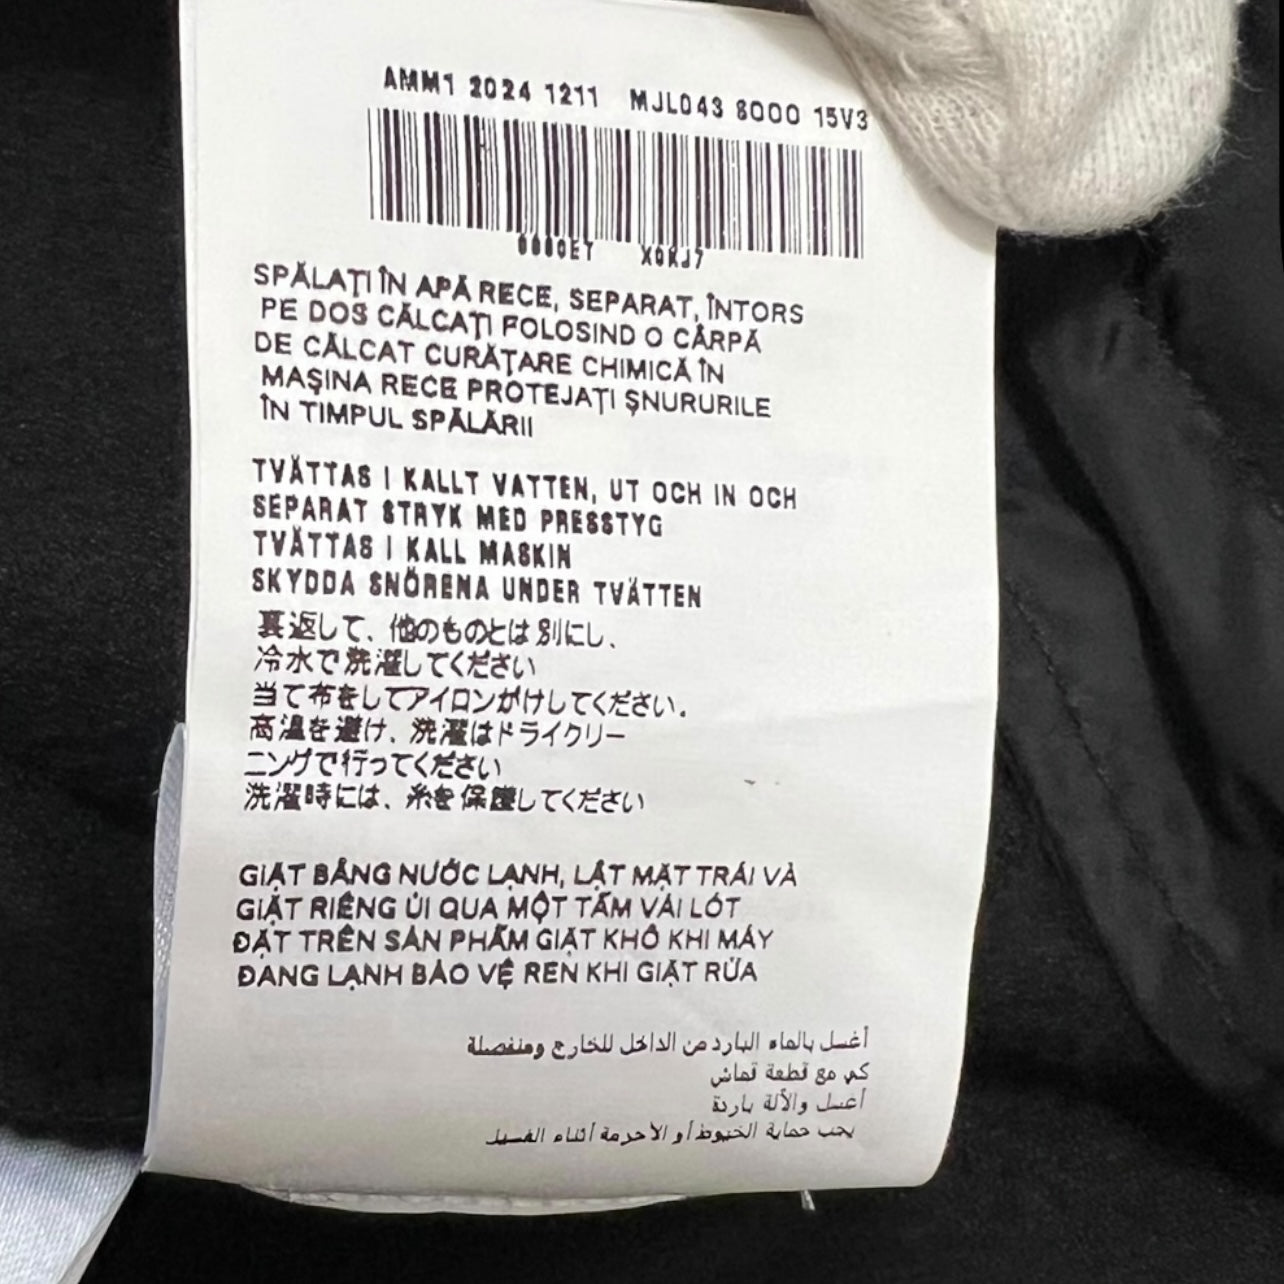 AMM1 2024 1211 MJL043 8000 15V3
0000ET X0KJ7
SPĂLAȚI ÎN APĂ RECE, SEPARAT, ÎNTORS
PE DOS CĂLCAȚI FOLOSIND O CÂRPĂ
DE CĂLCAT CURĂȚARE CHIMICĂ ÎN
MAȘINA RECE PROTEJAȚI ȘNURURILE
ÎN TIMPUL SPĂLĂRII
TVÄTTAS I KALLT VATTEN, UT OCH IN OCH
SEPARAT STRYK MED PRESSTYG
TVÄTTAS I KALL MASKIN
SKYDDA SNÖRENA UNDER TVÄTTEN
裏返して、他のものとは別にし、
冷水で洗濯してください
当て布をしてアイロンがけしてください。
高温を避け、洗濯はドライクリー
ニングで行ってください
洗濯時には、糸を保護してください
GIẶT BẰNG NƯỚC LẠNH, LẬT MẶT TRÁI VÀ
GIẶT RIÊNG ỦI QUA MỘT TẤM VẢI LÓT
ĐẶT TRÊN SẢN PHẨM GIẶT KHÔ KHI MÁY
ĐANG LẠNH BẢO VỆ REN KHI GIẶT RỬA
أغسل بالماء البارد من الداخل للخارج ومنفصلة
كي مع قطعة قماش
أغسل والألة باردة
يجب حماية الخيوط أو الأحزمة أثناء الغسيل